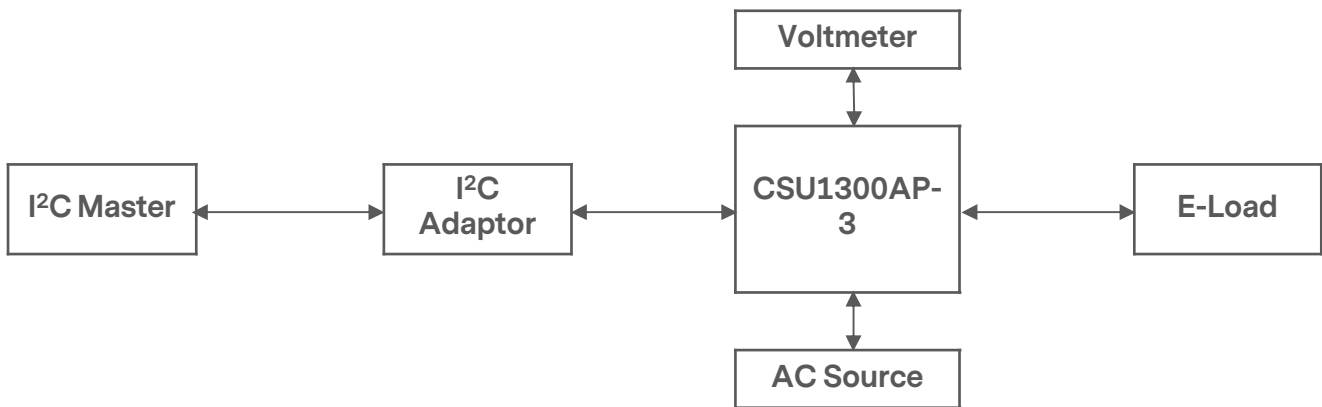 Voltmeter
I²C Master
I²C
Adaptor
CSU1300AP-
3
E-Load
AC Source